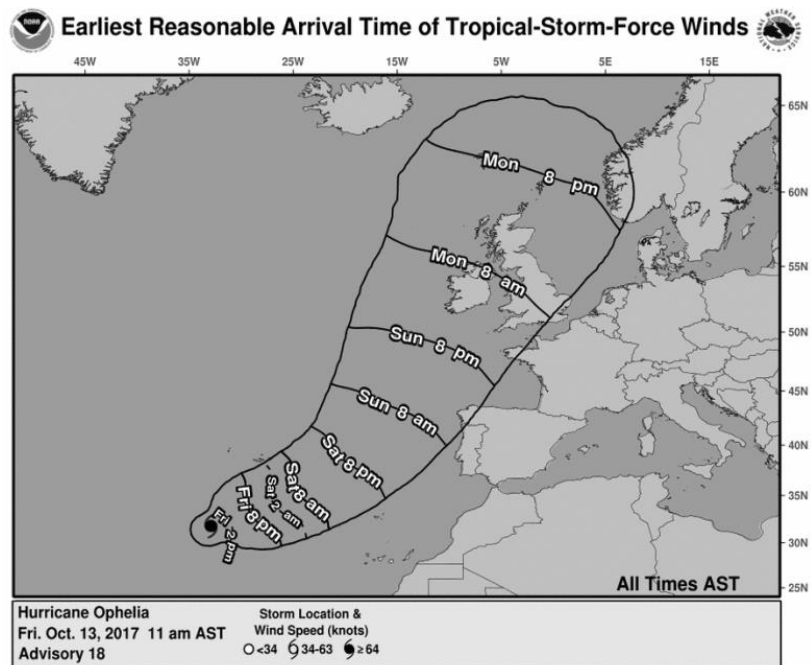 Earliest Reasonable Arrival Time of Tropical-Storm-Force Winds
NOAA
45W 35W 25W 15W 5W 5E 15E
65N
Mon 8 pm
60N
Mon 8 am
55N
Sun 8 pm
50N
Sun 8 am
45N
Sat 8 pm
40N
Sat 8 am
Sat 2 am
Fri 8 pm
35N
Fri 2 pm
30N
25N
All Times AST
Hurricane Ophelia
Fri. Oct. 13, 2017 11 am AST
Advisory 18
Storm Location &
Wind Speed (knots)
<34 34-63 ≥64